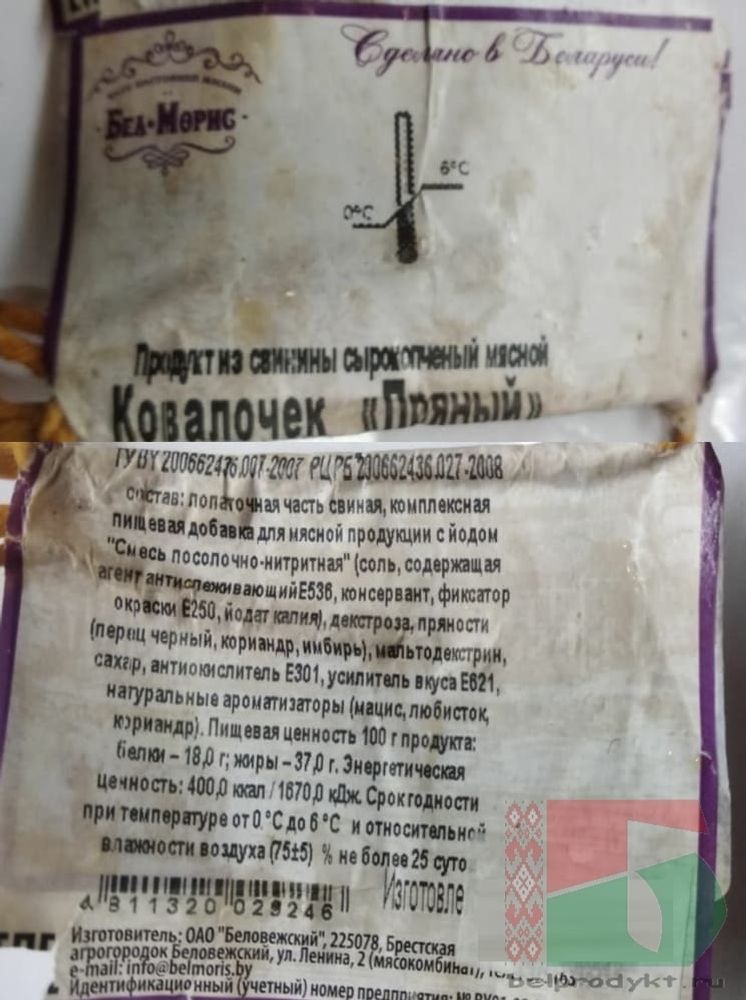 Сделано в Беларуси!
Бел-Мөрис
6°C
0°C
Продукт из свинины сырокопченый мясной
Ковалочек «Пряный»
ТУ BY 200662436.007-2007 РЦ РБ 200662436.027-2008
состав: лопаточная часть свиная, комплексная
пищевая добавка для мясной продукции с йодом
"Смесь посолочно-нитритная" (соль, содержащая
агент антислеживающий Е536, консервант, фиксатор
окраски Е250, йодат калия), декстроза, пряности
(перец черный, кориандр, имбирь), мальтодекстрин,
сахар, антиокислитель Е301, усилитель вкуса Е621,
натуральные ароматизаторы (мацис, любисток,
кориандр). Пищевая ценность 100 г продукта:
белки – 18,0 г; жиры – 37,0 г. Энергетическая
ценность: 400,0 ккал / 1670,0 кДж. Срок годности
при температуре от 0 °С до 6 °С и относительной
влажности воздуха (75±5) % не более 25 суто
4 811320 029246
Изготовле
Изготовитель: ОАО "Беловежский", 225078, Брестская
агрогородок Беловежский, ул. Ленина, 2 (мясокомбинат),
e-mail: info@belmoris.by
Идентификационный (учетный) номер предприятия: №
belprodykt.ru